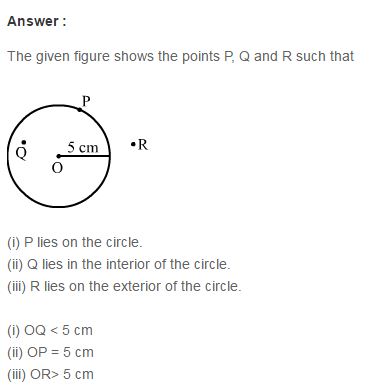 Answer :
The given figure shows the points P, Q and R such that
P
5 cm
R
Q
O
(i) P lies on the circle.
(ii) Q lies in the interior of the circle.
(iii) R lies on the exterior of the circle.
(i) OQ < 5 cm
(ii) OP = 5 cm
(iii) OR> 5 cm